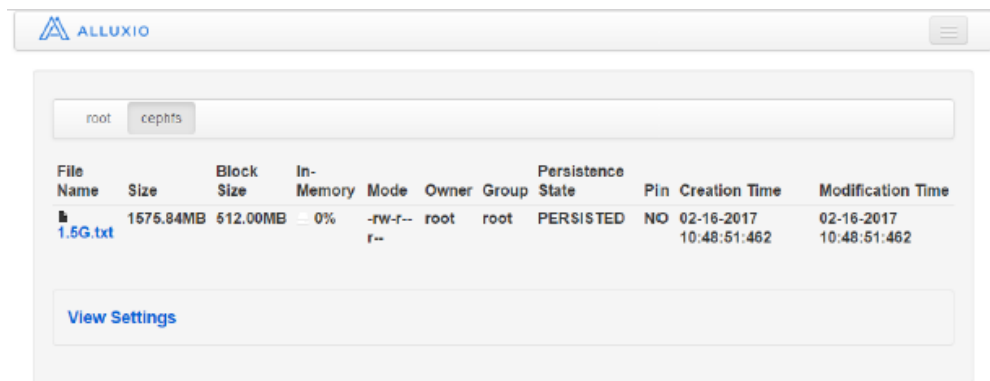 ALLUXIO
root cephfs
File Name Size Block Size In-Memory Mode Owner Group Persistence State Pin Creation Time Modification Time
1.5G.txt 1575.84MB 512.00MB 0% -rw-r--r-- root root PERSISTED NO 02-16-2017 10:48:51:462 02-16-2017 10:48:51:462
View Settings